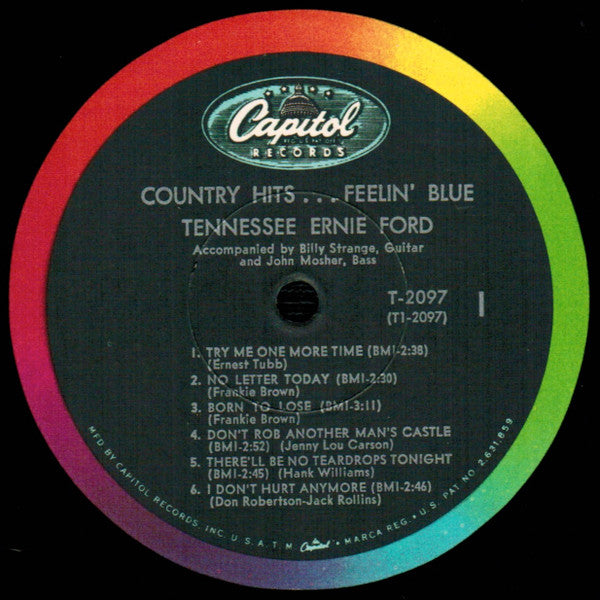 Capitol
REG. U.S. PAT. OFF.
RECORDS
COUNTRY HITS...FEELIN' BLUE
TENNESSEE ERNIE FORD
Accompanied by Billy Strange, Guitar
and John Mosher, Bass
T-2097
(T1-2097)
1
1. TRY ME ONE MORE TIME (BMI-2:38)
(Ernest Tubb)
2. NO LETTER TODAY (BMI-2:30)
(Frankie Brown)
3. BORN TO LOSE (BMI-3:11)
(Frankie Brown)
4. DON'T ROB ANOTHER MAN'S CASTLE
(BMI-2:52) (Jenny Lou Carson)
5. THERE'LL BE NO TEARDROPS TONIGHT
(BMI-2:45) (Hank Williams)
6. I DON'T HURT ANYMORE (BMI-2:46)
(Don Robertson-Jack Rollins)
MFD. BY CAPITOL RECORDS, INC. U.S.A. T.M. Capitol • MARCA REG. • U.S. PAT. NO. 2,631,859